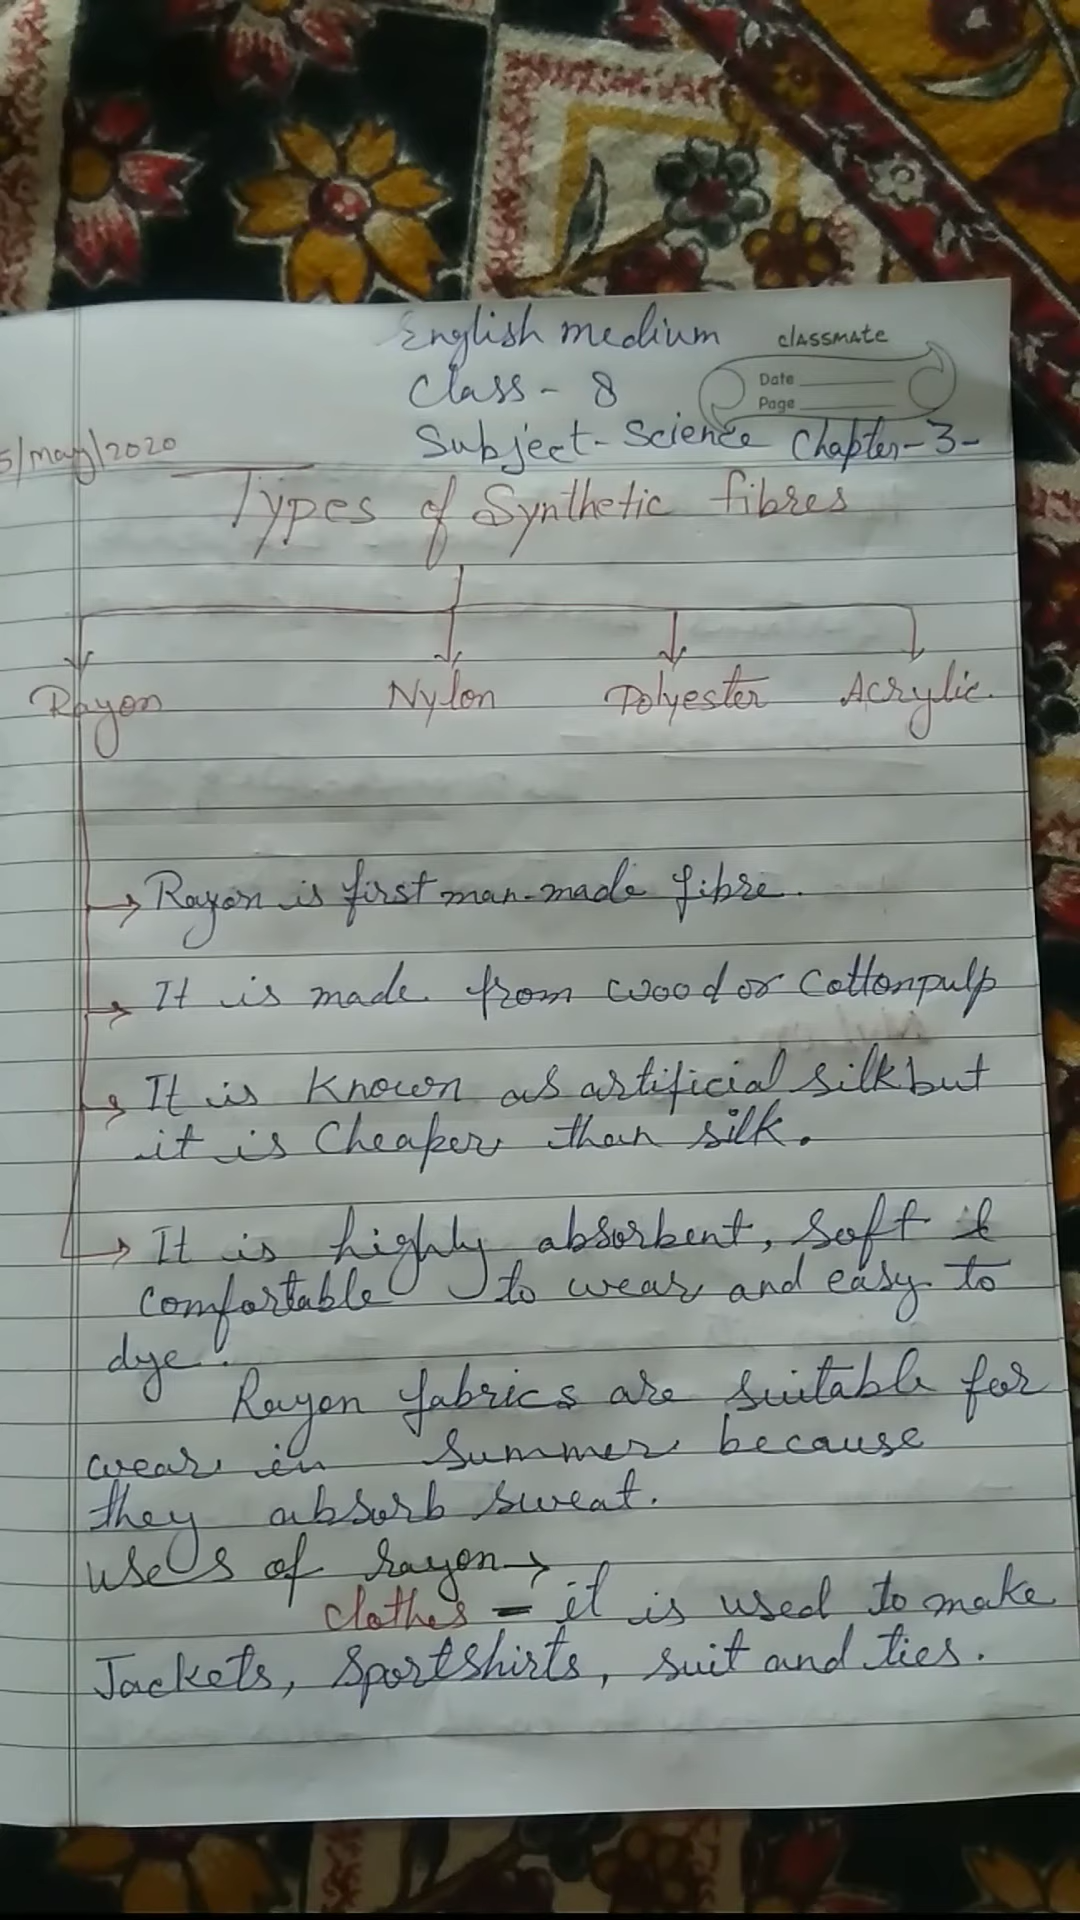 English medium
classmate
Class - 8
Date
Page
Subject - Science Chapter-3-
5/may/2020
Types of Synthetic fibres
Rayon Nylon Polyester Acrylic.
→ Rayon is first man-made fibre.
→ It is made from wood or Cottonpulp
→ It is Known as artificial silk but
it is Cheaper than silk.
→ It is highly absorbent, soft &
comfortable to wear and easy to
dye.
Rayon fabrics are suitable for
wear in summer because
they absorb sweat.
uses of rayon →
clothes - it is used to make
Jackets, Sportshirts, suit and ties.